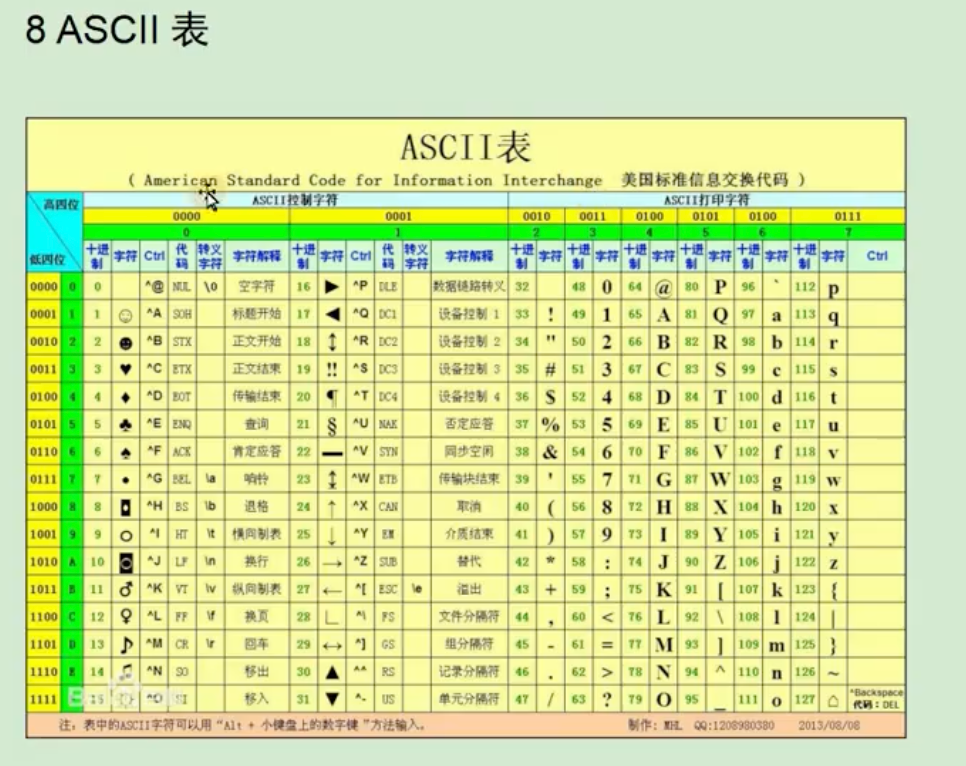 8 ASCII 表
ASCII表
( American Standard Code for Information Interchange 美国标准信息交换代码 )
高四位 ASCII控制字符 ASCII打印字符
0000 0001 0010 0011 0100 0101 0100 0111
0 1 2 3 4 5 6 7
低四位 十进制 字符 Ctrl 代码 转义字符 字符解释 十进制 字符 Ctrl 代码 转义字符 字符解释 十进制 字符 十进制 字符 十进制 字符 十进制 字符 十进制 字符 十进制 字符 Ctrl
0000 0 0 ^@ NUL \0 空字符 16 ► ^P DLE 数据链路转义 32 48 0 64 @ 80 P 96 ` 112 p
0001 1 1 ☺ ^A SOH 标题开始 17 ◄ ^Q DC1 设备控制 1 33 ! 49 1 65 A 81 Q 97 a 113 q
0010 2 2 ☻ ^B STX 正文开始 18 ↕ ^R DC2 设备控制 2 34 " 50 2 66 B 82 R 98 b 114 r
0011 3 3 ♥ ^C ETX 正文结束 19 ‼ ^S DC3 设备控制 3 35 # 51 3 67 C 83 S 99 c 115 s
0100 4 4 ♦ ^D EOT 传输结束 20 ¶ ^T DC4 设备控制 4 36 $ 52 4 68 D 84 T 100 d 116 t
0101 5 5 ♣ ^E ENQ 查询 21 § ^U NAK 否定应答 37 % 53 5 69 E 85 U 101 e 117 u
0110 6 6 ♠ ^F ACK 肯定应答 22 ▬ ^V SYN 同步空闲 38 & 54 6 70 F 86 V 102 f 118 v
0111 7 7 • ^G BEL \a 响铃 23 ↨ ^W ETB 传输块结束 39 ' 55 7 71 G 87 W 103 g 119 w
1000 8 8 ◘ ^H BS \b 退格 24 ↑ ^X CAN 取消 40 ( 56 8 72 H 88 X 104 h 120 x
1001 9 9 ○ ^I HT \t 横向制表 25 ↓ ^Y EM 介质结束 41 ) 57 9 73 I 89 Y 105 i 121 y
1010 A 10 ◙ ^J LF \n 换行 26 → ^Z SUB 替代 42 * 58 : 74 J 90 Z 106 j 122 z
1011 B 11 ♂ ^K VT \v 纵向制表 27 ← ^[ ESC \e 溢出 43 + 59 ; 75 K 91 [ 107 k 123 {
1100 C 12 ♀ ^L FF \f 换页 28 ∟ ^\ FS 文件分隔符 44 , 60 < 76 L 92 \ 108 l 124 |
1101 D 13 ♪ ^M CR \r 回车 29 ↔ ^] GS 组分隔符 45 - 61 = 77 M 93 ] 109 m 125 }
1110 E 14 ♫ ^N SO 移出 30 ▲ ^^ RS 记录分隔符 46 . 62 > 78 N 94 ^ 110 n 126 ~
1111 15 ☼ ^O SI 移入 31 ▼ ^- US 单元分隔符 47 / 63 ? 79 O 95 _ 111 o 127 ⌂ ^Backspace 代码：DEL
注：表中的ASCII字符可以用“Alt + 小键盘上的数字键”方法输入。 制作：MHL QQ:1208980380 2013/08/08